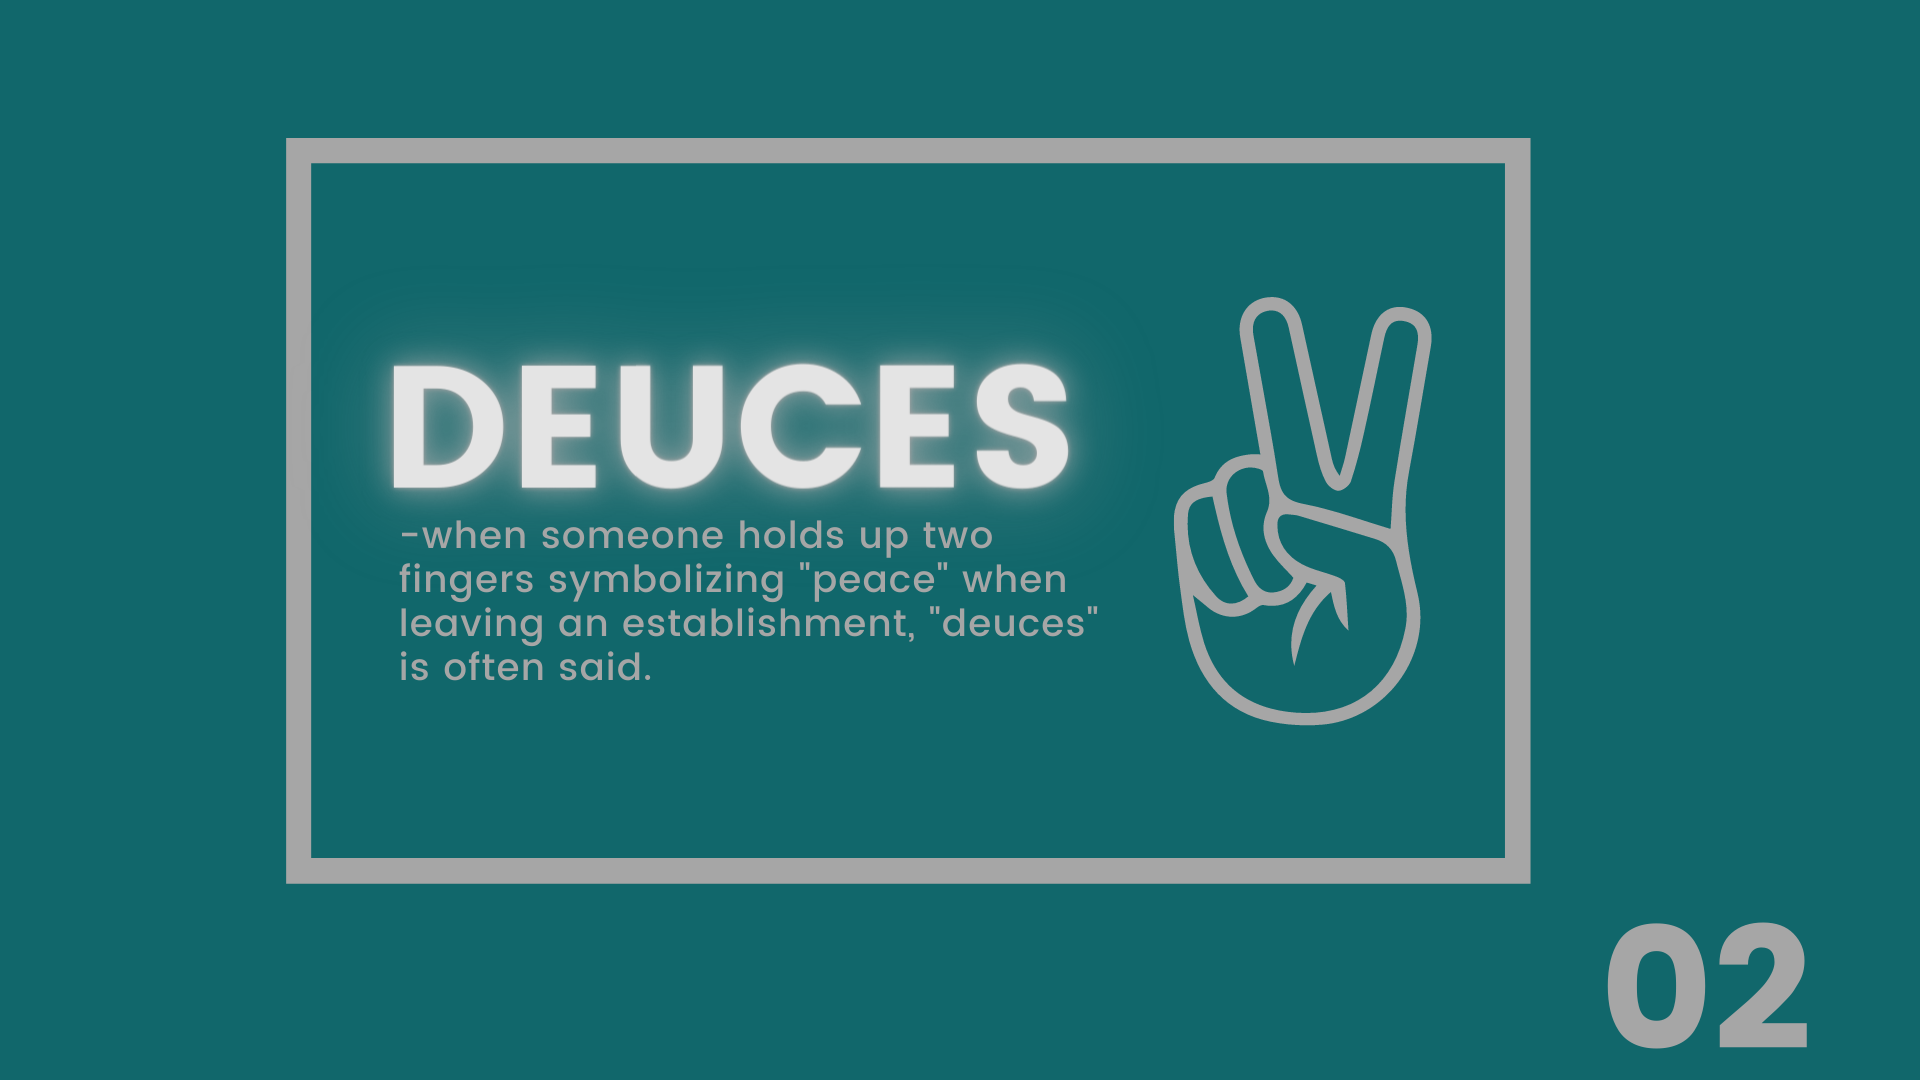 DEUCES
-when someone holds up two
fingers symbolizing "peace" when
leaving an establishment, "deuces"
is often said.
02